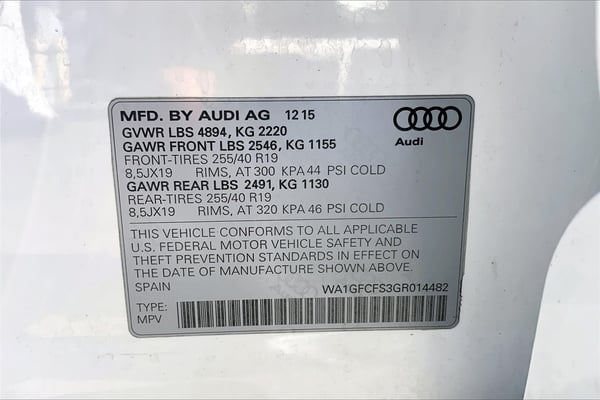 MFD. BY AUDI AG 12 15
GVWR LBS 4894, KG 2220
GAWR FRONT LBS 2546, KG 1155
FRONT-TIRES 255/40 R19
8,5JX19 RIMS, AT 300 KPA 44 PSI COLD
GAWR REAR LBS 2491, KG 1130
REAR-TIRES 255/40 R19
8,5JX19 RIMS, AT 320 KPA 46 PSI COLD
Audi
THIS VEHICLE CONFORMS TO ALL APPLICABLE
U.S. FEDERAL MOTOR VEHICLE SAFETY AND
THEFT PREVENTION STANDARDS IN EFFECT ON
THE DATE OF MANUFACTURE SHOWN ABOVE.
SPAIN WA1GFCFS3GR014482
TYPE:
MPV